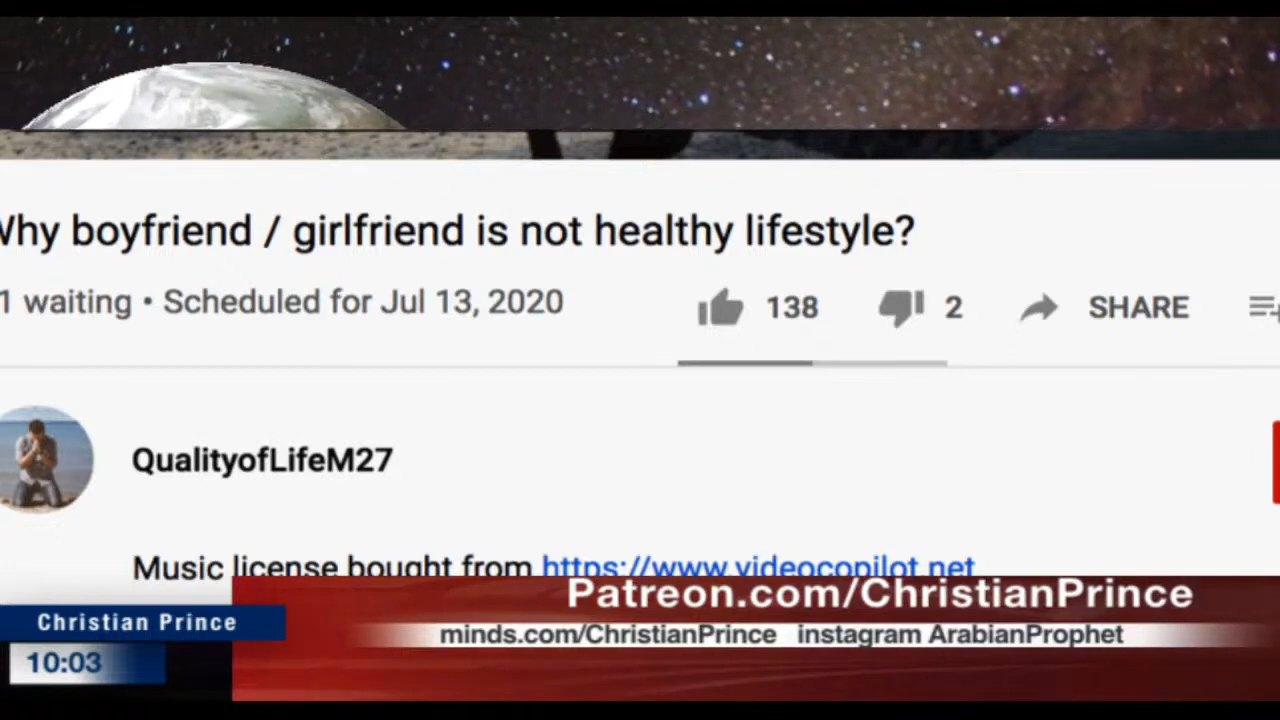 Why boyfriend / girlfriend is not healthy lifestyle?
1 waiting • Scheduled for Jul 13, 2020
138
2
SHARE
QualityofLifeM27
Music license bought from https://www.videocopilot.net
Patreon.com/ChristianPrince
Christian Prince
minds.com/ChristianPrince instagram ArabianProphet
10:03